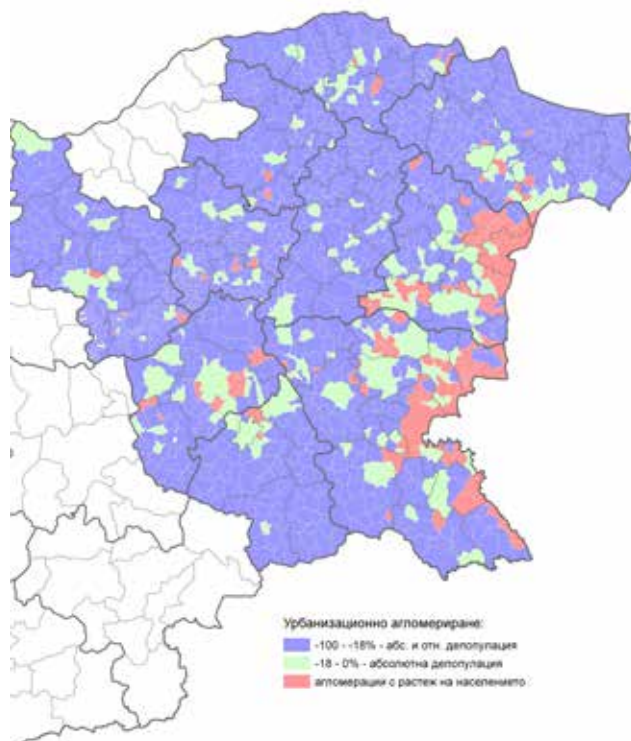 Урбанизационно агломериране:
-100 - -18% - абс. и отн. депопулация
-18 - 0% - абсолютна депопулация
агломерации с растеж на населението